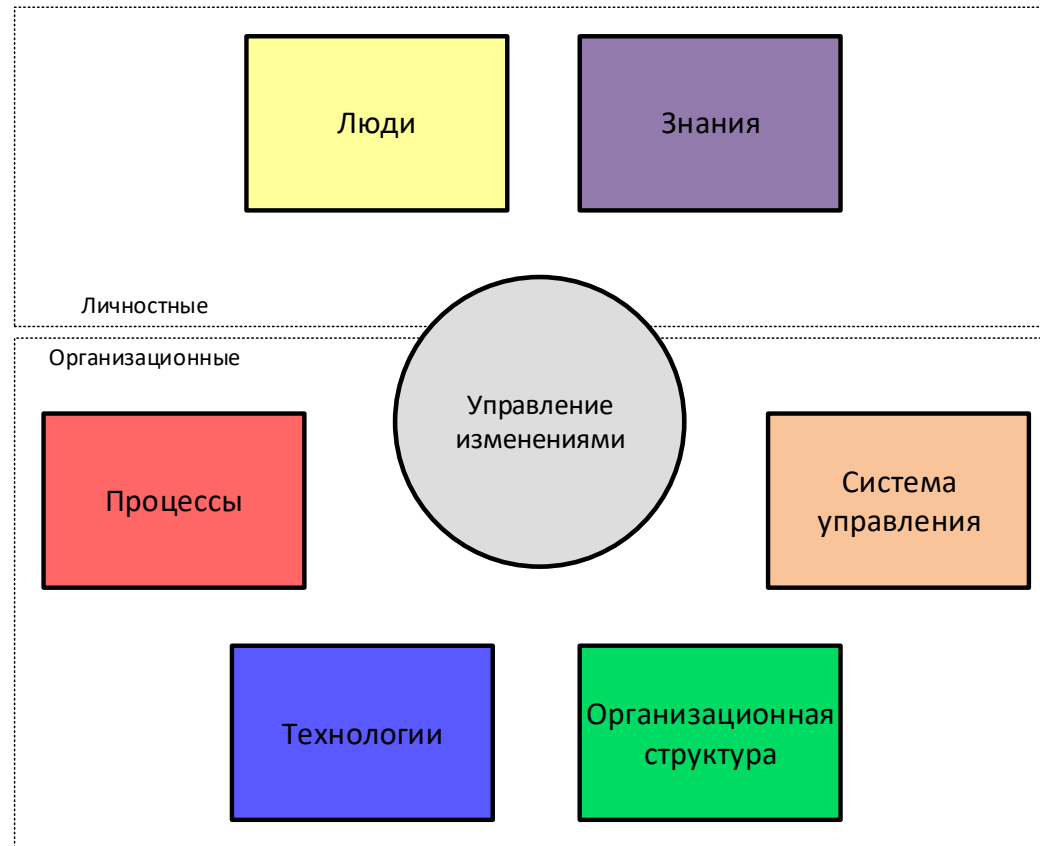 Люди
Знания
Личностные
Организационные
Управление
изменениями
Процессы
Система
управления
Технологии
Организационная
структура